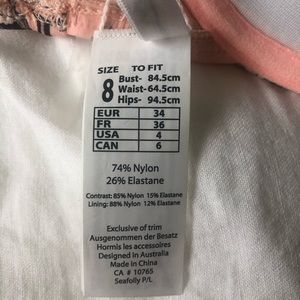 SIZE TO FIT
8 Bust- 84.5cm
Waist-64.5cm
Hips- 94.5cm
EUR 34
FR 36
USA 4
CAN 6
74% Nylon
26% Elastane
Contrast: 85% Nylon 15% Elastane
Lining: 88% Nylon 12% Elastane
Exclusive of trim
Ausgenommen der Besatz
Hormis les accessoires
Designed in Australia
Made in China
CA # 10765
Seafolly P/L